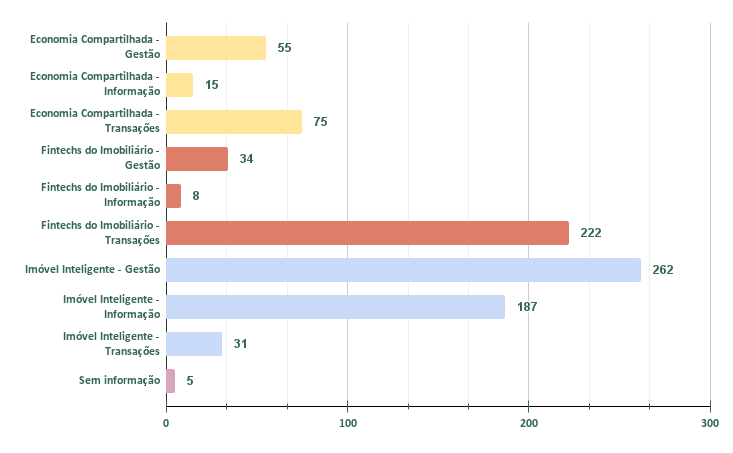 Economia Compartilhada -
Gestão
55
Economia Compartilhada -
Informação
15
Economia Compartilhada -
Transações
75
Fintechs do Imobiliário -
Gestão
34
Fintechs do Imobiliário -
Informação
8
Fintechs do Imobiliário -
Transações
222
Imóvel Inteligente - Gestão
262
Imóvel Inteligente -
Informação
187
Imóvel Inteligente -
Transações
31
Sem informação
5
0 100 200 300